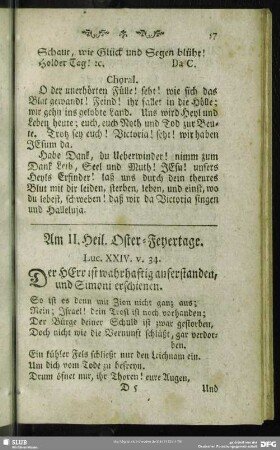 57
Schaut, wie Glück und Segen blühe!
Holder Tag! ɾc. Da C.
Choral.
O der unerhörten Fülle! seht! wie sich das
Blat gewandt! Feind! ihr fallet in die Hölle;
wir gehn ins gelobte Land. Uns wird Heyl und
Leben heute; euch, euch Noth und Tod zur Beu-
te. Trotz sey euch! Victoria! seht! wir haben
JEsum da.
Habe Dank, du Ueberwinder! nimm zum
Dank Leib, Seel und Muth! JEsu! unsers
Heyls Erfinder! laß uns durch dein theures
Blut mit dir leiden, sterben, leben, und einst, wo
du lebest, schweben! daß wir da Victoria singen
und Halleluja.
Am II. Heil. Oster-Feyertage.
Luc. XXIV. v. 34.
Der HErr ist wahrhaftig auferstanden,
und Simoni erschienen.
So ist es denn mit Zion nicht ganz aus;
Mein; Israel! dein Trost ist noch vorhanden;
Der Bürge deiner Schuld ist zwar gestorben,
Doch nicht wie die Vernunft schlüßt, gar verdor-
ben.
Ein kühler Fels schließt nur den Leichnam ein.
Um dich vom Tode zu befreyn.
Drum öfnet nur, ihr Thoren! eure Augen,
D 5 Und
SLUB